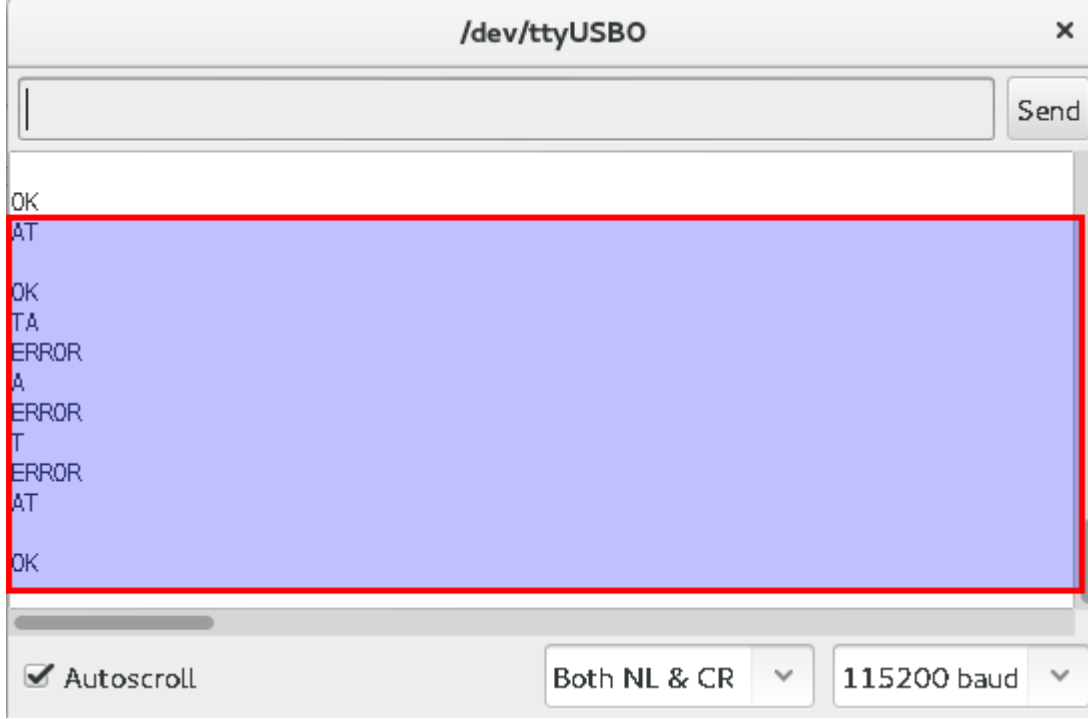 /dev/ttyUSB0
Send
OK
AT
OK
TA
ERROR
A
ERROR
T
ERROR
AT
OK
Autoscroll
Both NL & CR
115200 baud